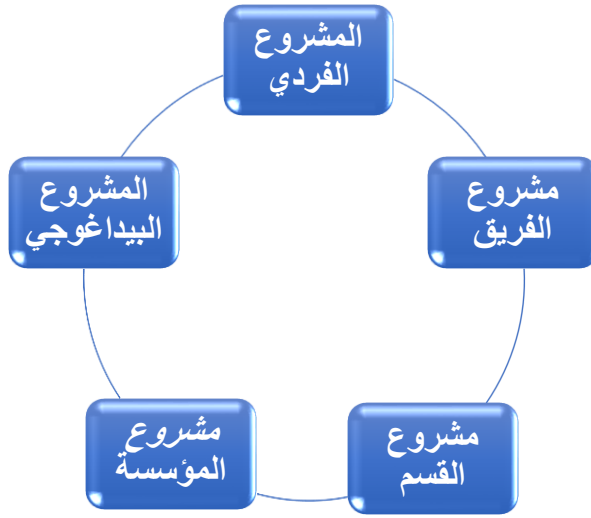 المشروع
الفردي
مشروع
الفريق
مشروع
القسم
مشروع
المؤسسة
المشروع
البيداغوجي